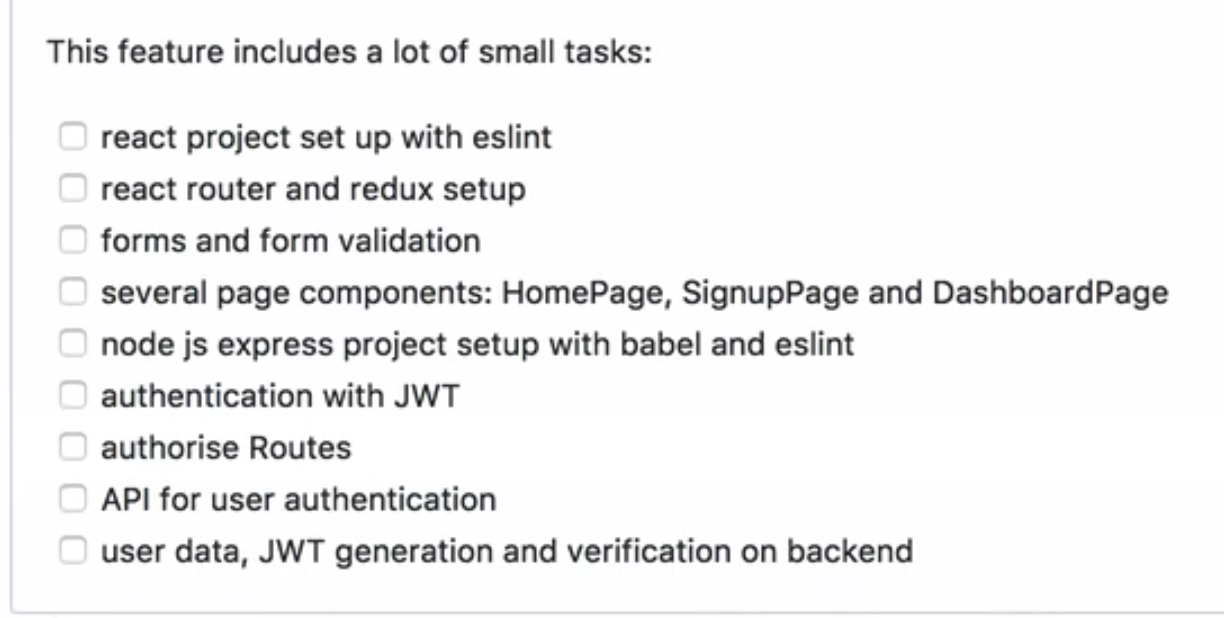 This feature includes a lot of small tasks:
react project set up with eslint
react router and redux setup
forms and form validation
several page components: HomePage, SignupPage and DashboardPage
node js express project setup with babel and eslint
authentication with JWT
authorise Routes
API for user authentication
user data, JWT generation and verification on backend